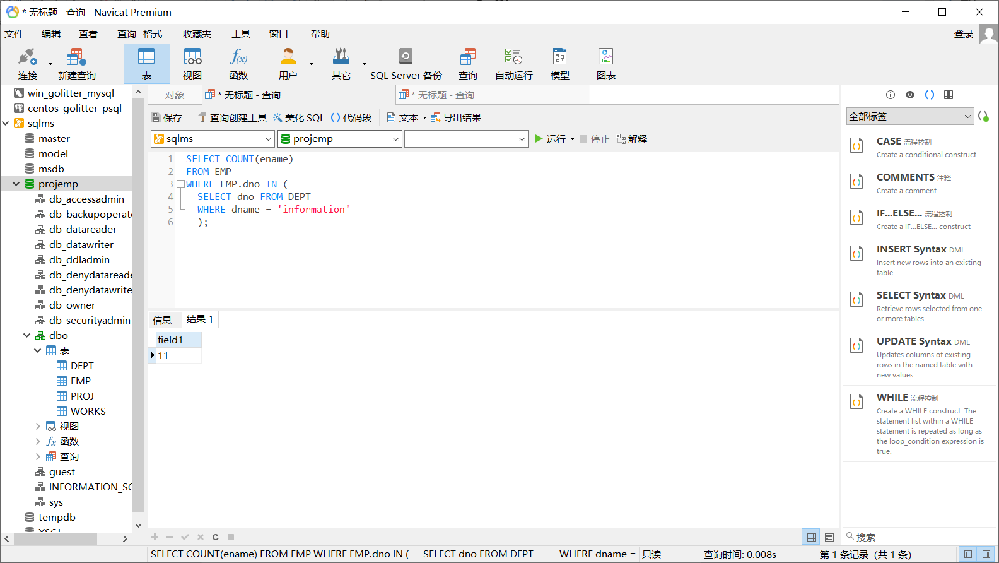 * 无标题 - 查询 - Navicat Premium
文件 编辑 查看 查询 格式 收藏夹 工具 窗口 帮助 登录
连接 新建查询 表 视图 函数 用户 其它 SQL Server 备份 查询 自动运行 模型 图表
win_golitter_mysql
centos_golitter_psql
sqlms
master
model
msdb
projemp
db_accessadmin
db_backupoperat
db_datareader
db_datawriter
db_ddladmin
db_denydatareade
db_denydatawrite
db_owner
db_securityadmin
dbo
表
DEPT
EMP
PROJ
WORKS
视图
函数
查询
guest
INFORMATION_SC
sys
tempdb
对象 * 无标题 - 查询 * 无标题 - 查询
保存 查询创建工具 美化 SQL 代码段 文本 导出结果
sqlms projemp 运行 停止 解释
1 SELECT COUNT(ename)
2 FROM EMP
3 WHERE EMP.dno IN (
4 SELECT dno FROM DEPT
5 WHERE dname = 'information'
6 );
信息 结果 1
field1
11
全部标签
CASE 流程控制
Create a conditional construct
COMMENTS 注释
Create a comment
IF...ELSE... 流程控制
Create a IF...ELSE... construct
INSERT Syntax DML
Insert new rows into an existing
table
SELECT Syntax DML
Retrieve rows selected from one
or more tables
UPDATE Syntax DML
Updates columns of existing
rows in the named table with
new values
WHILE 流程控制
Create a WHILE construct. The
statement list within a WHILE
statement is repeated as long as
the loop_condition expression is
true.
搜索
SELECT COUNT(ename) FROM EMP WHERE EMP.dno IN ( SELECT dno FROM DEPT WHERE dname = 只读 查询时间: 0.008s 第 1 条记录 (共 1 条)